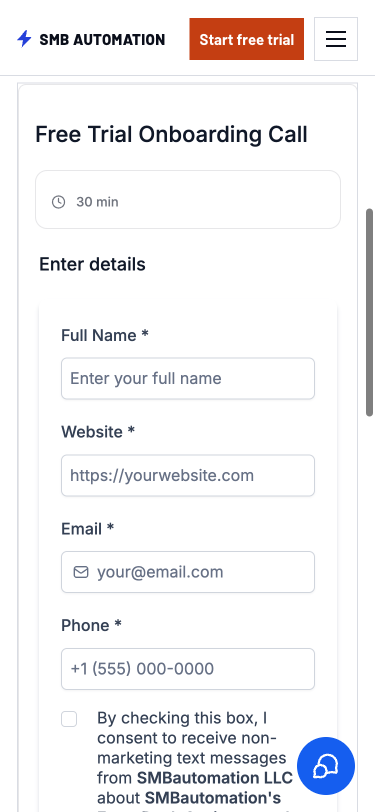 SMB AUTOMATION
Start free trial
Free Trial Onboarding Call
30 min
Enter details
Full Name *
Enter your full name
Website *
https://yourwebsite.com
Email *
your@email.com
Phone *
+1 (555) 000-0000
By checking this box, I
consent to receive non-
marketing text messages
from SMBautomation LLC
about SMBautomation's